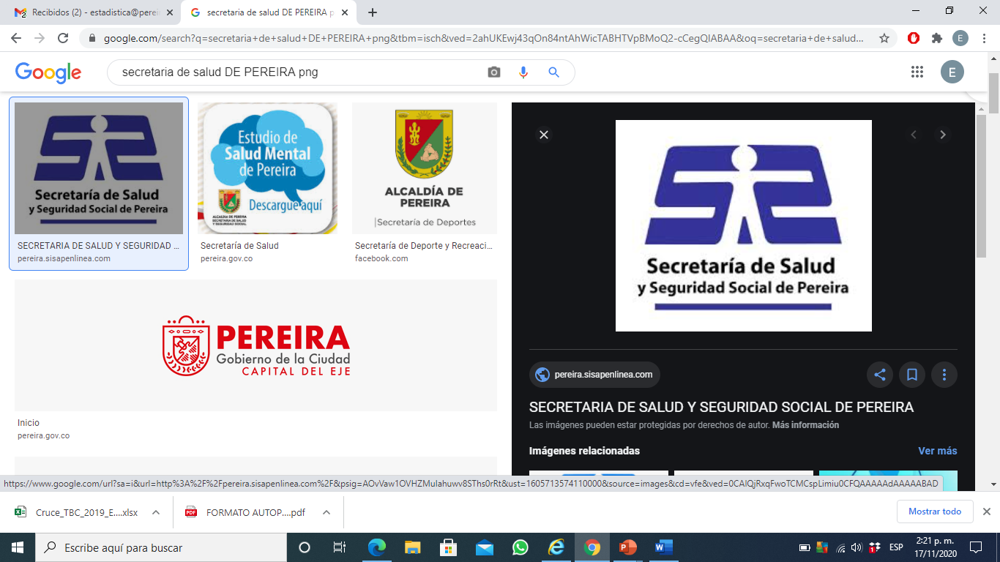 Recibidos (2) - estadistica@perei
secretaria de salud DE PEREIRA p
google.com/search?q=secretaria+de+salud+DE+PEREIRA+png&tbm=isch&ved=2ahUKEwj43qOn84ntAhWicTABHTVpBMoQ2-cCegQIABAA&oq=secretaria+de+salud...
E
Google
secretaria de salud DE PEREIRA png
E
Secretaría de Salud
y Seguridad Social de Pereira
SECRETARIA DE SALUD Y SEGURIDAD ...
pereira.sisapenlinea.com
Estudio de
Salud Mental
de Pereira
Descargue aquí
ALCALDÍA DE PEREIRA
SECRETARÍA DE SALUD
Y SEGURIDAD SOCIAL
Secretaría de Salud
pereira.gov.co
ALCALDÍA DE
PEREIRA
Secretaría de Deportes
Secretaría de Deporte y Recreaci...
facebook.com
PEREIRA
Gobierno de la Ciudad
CAPITAL DEL EJE
Inicio
pereira.gov.co
Secretaría de Salud
y Seguridad Social de Pereira
pereira.sisapenlinea.com
SECRETARIA DE SALUD Y SEGURIDAD SOCIAL DE PEREIRA
Las imágenes pueden estar protegidas por derechos de autor. Más información
Imágenes relacionadas
Ver más
https://www.google.com/url?sa=i&url=http%3A%2F%2Fpereira.sisapenlinea.com%2F&psig=AOvVaw1OVHZMulahuwv8SThs0rRt&ust=1605713574110000&source=images&cd=vfe&ved=0CAIQjRxqFwoTCMCspLimiu0CFQAAAAAdAAAAABAD
Cruce_TBC_2019_E....xlsx
FORMATO AUTOP....pdf
Mostrar todo
Escribe aquí para buscar
ESP
2:21 p. m.
17/11/2020